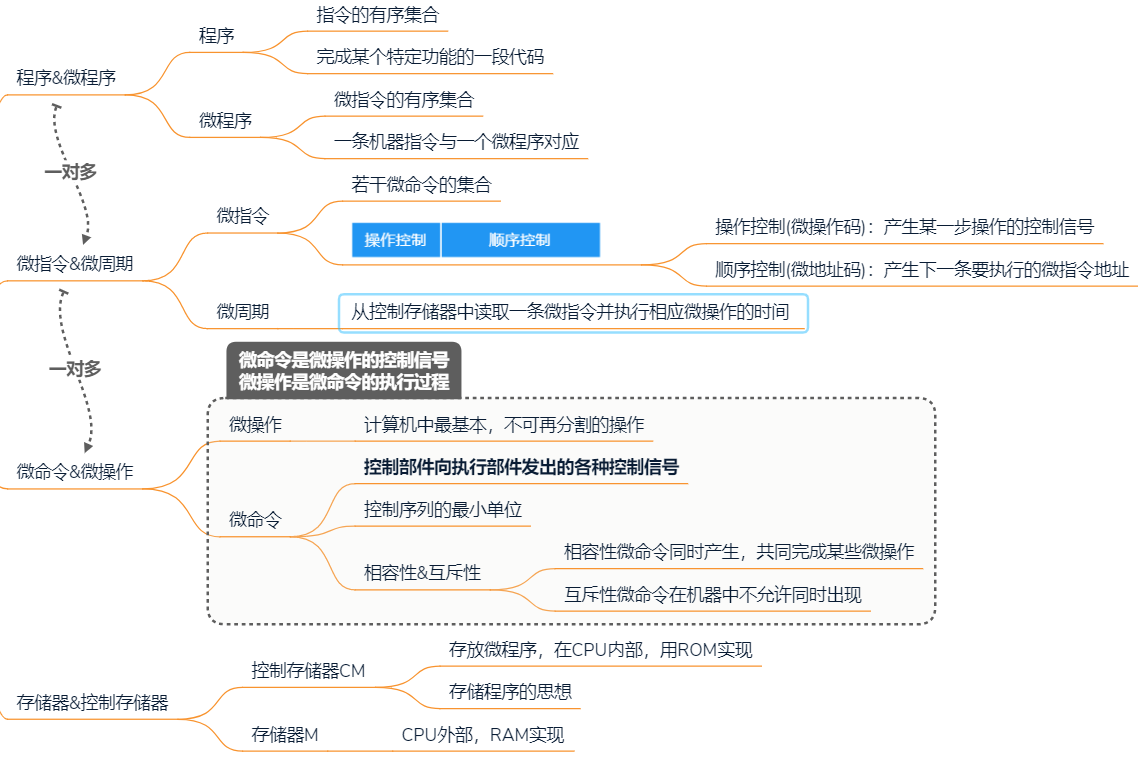 程序&微程序
程序
指令的有序集合
完成某个特定功能的一段代码
微程序
微指令的有序集合
一条机器指令与一个微程序对应
一对多
微指令&微周期
微指令
若干微命令的集合
操作控制 顺序控制
操作控制(微操作码)：产生某一步操作的控制信号
顺序控制(微地址码)：产生下一条要执行的微指令地址
微周期
从控制存储器中读取一条微指令并执行相应微操作的时间
一对多
微命令是微操作的控制信号
微操作是微命令的执行过程
微命令&微操作
微操作
计算机中最基本，不可再分割的操作
微命令
控制部件向执行部件发出的各种控制信号
控制序列的最小单位
相容性&互斥性
相容性微命令同时产生，共同完成某些微操作
互斥性微命令在机器中不允许同时出现
存储器&控制存储器
控制存储器CM
存放微程序，在CPU内部，用ROM实现
存储程序的思想
存储器M
CPU外部，RAM实现